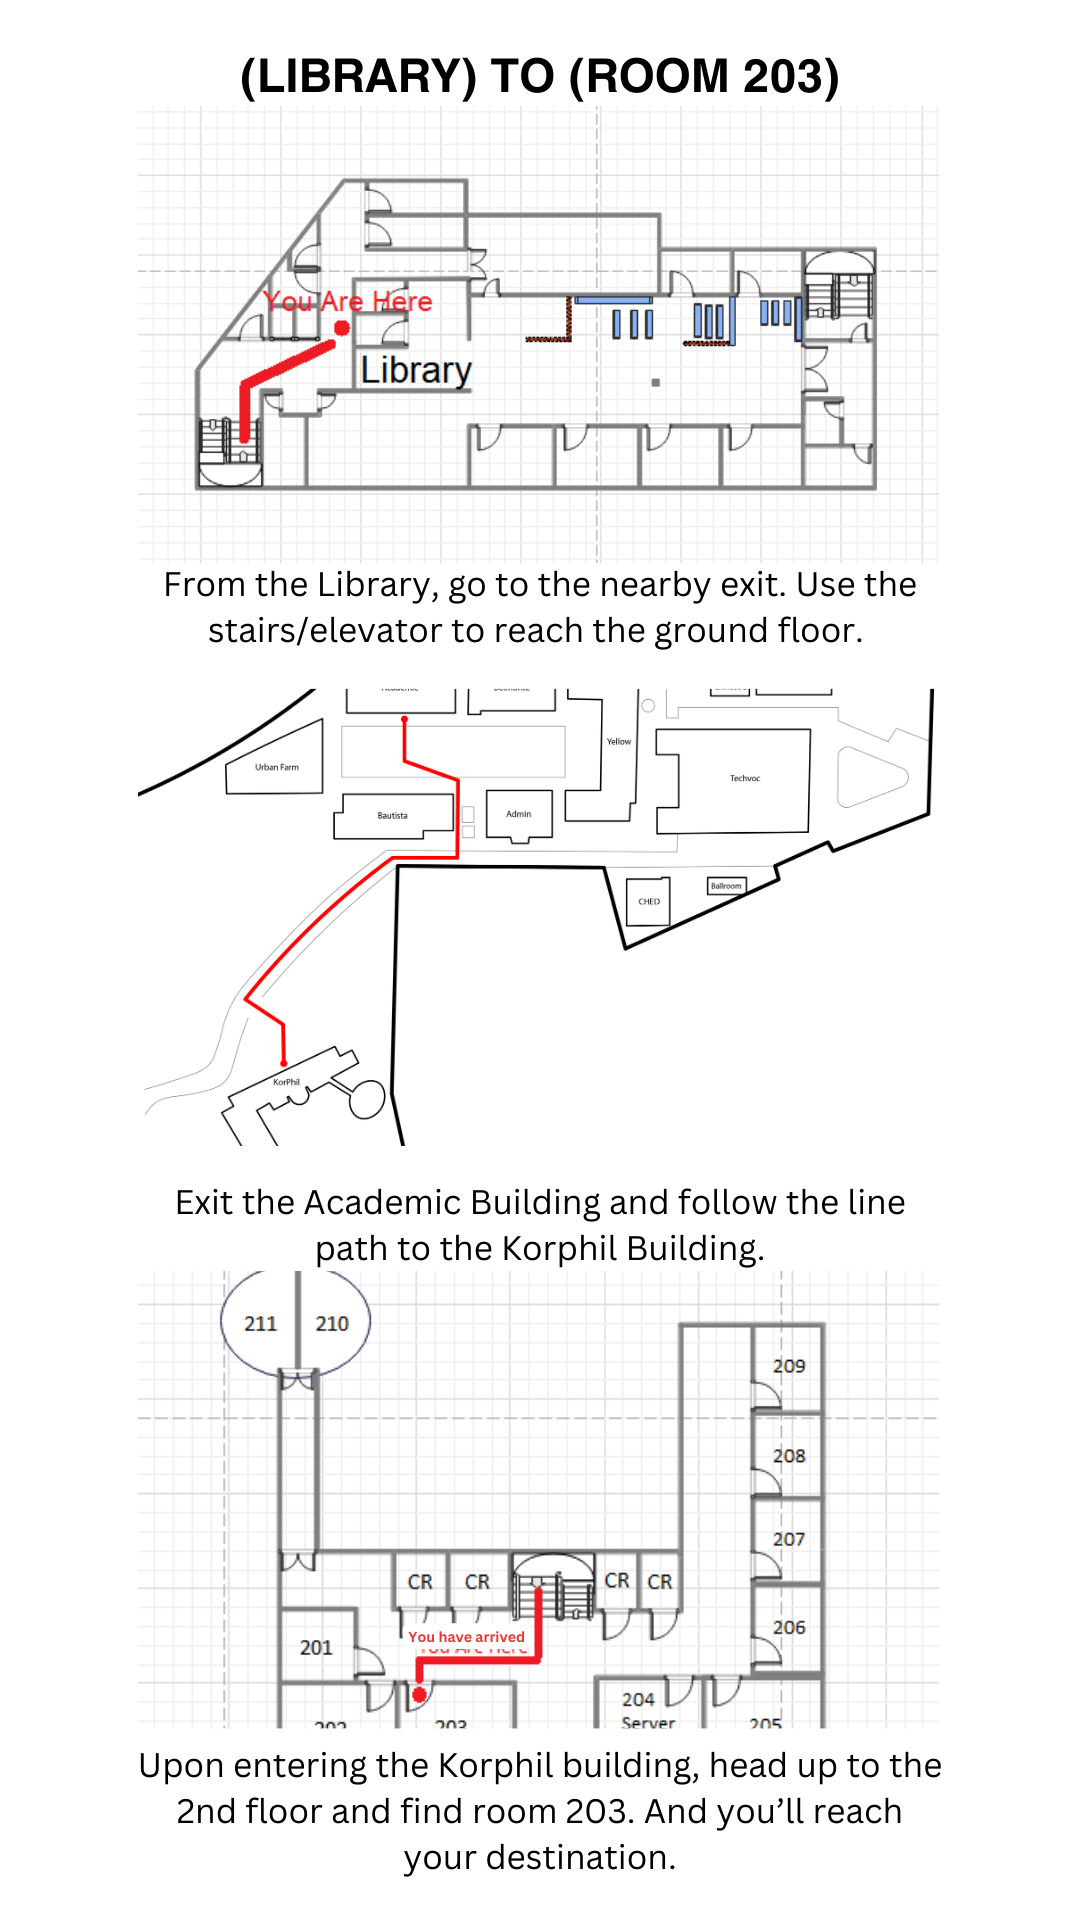 (LIBRARY) TO (ROOM 203)
You Are Here
Library
From the Library, go to the nearby exit. Use the
stairs/elevator to reach the ground floor.
Academic
Yellow
Urban Farm
Techvoc
Bautista
Admin
Ballroom
CHED
KorPhil
Exit the Academic Building and follow the line
path to the Korphil Building.
211
210
209
208
207
CR
CR
CR
CR
206
You have arrived
You Are Here
201
204
Server
202
203
205
Upon entering the Korphil building, head up to the
2nd floor and find room 203. And you’ll reach
your destination.